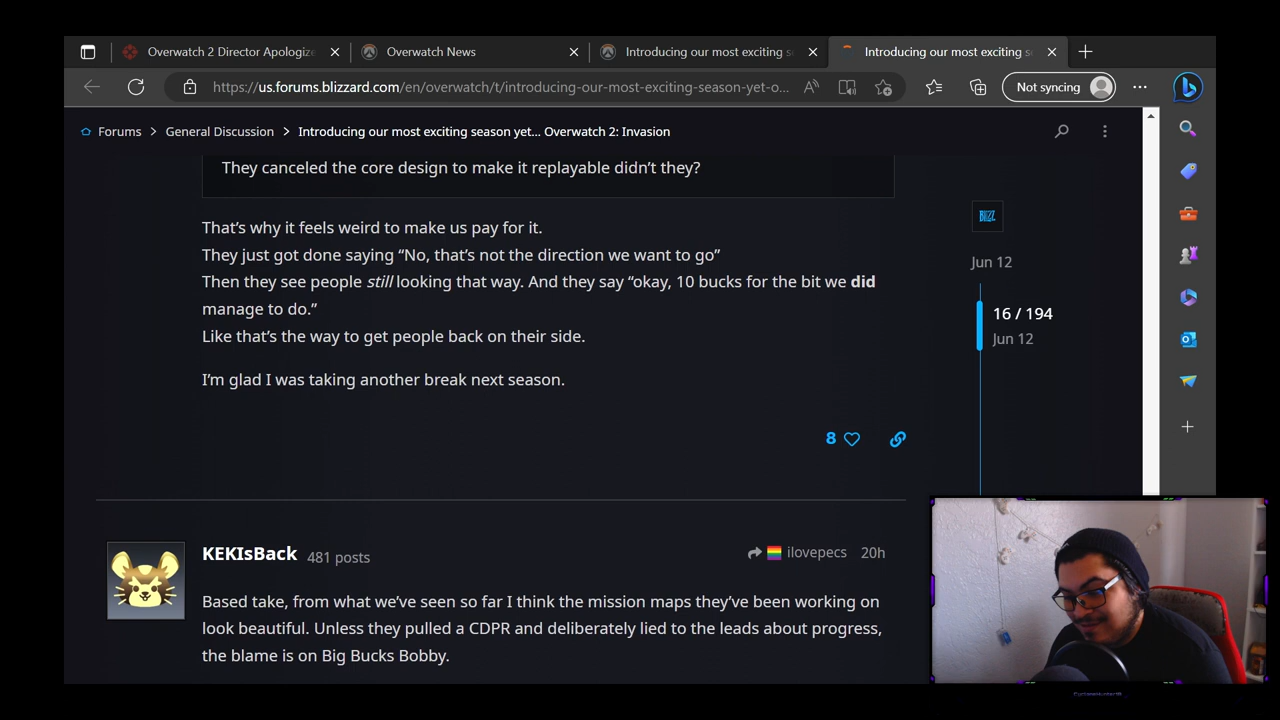 Overwatch 2 Director Apologize
Overwatch News
Introducing our most exciting s
Introducing our most exciting s
https://us.forums.blizzard.com/en/overwatch/t/introducing-our-most-exciting-season-yet-o...
Not syncing
Forums > General Discussion > Introducing our most exciting season yet... Overwatch 2: Invasion
They canceled the core design to make it replayable didn't they?
That's why it feels weird to make us pay for it.
They just got done saying “No, that's not the direction we want to go”
Then they see people still looking that way. And they say “okay, 10 bucks for the bit we did
manage to do.”
Like that's the way to get people back on their side.
I'm glad I was taking another break next season.
8
BLIZZ
Jun 12
16 / 194
Jun 12
KEKIsBack 481 posts
ilovepecs 20h
Based take, from what we've seen so far I think the mission maps they've been working on
look beautiful. Unless they pulled a CDPR and deliberately lied to the leads about progress,
the blame is on Big Bucks Bobby.